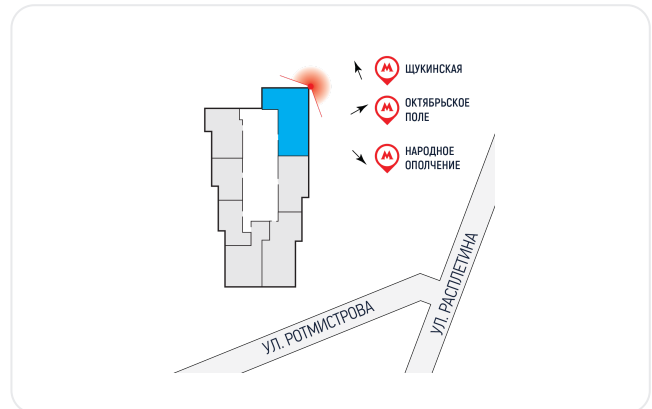 ЩУКИНСКАЯ
ОКТЯБРЬСКОЕ
ПОЛЕ
НАРОДНОЕ
ОПОЛЧЕНИЕ
УЛ. РОТМИСТРОВА
УЛ. РАСПЛЕТИНА